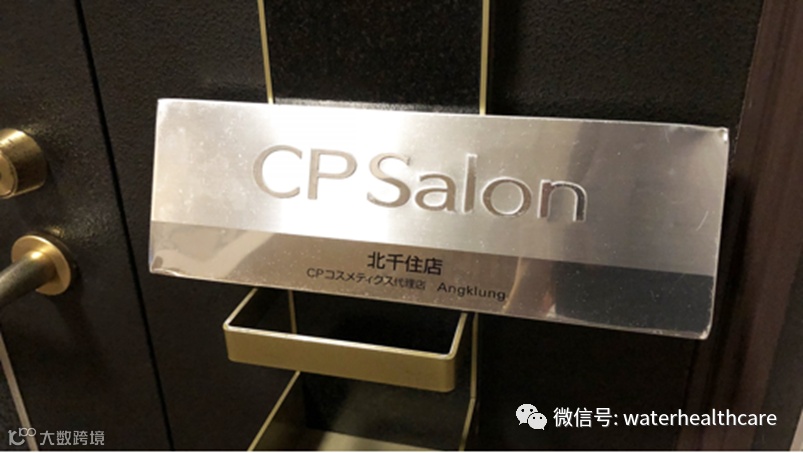 CP Salon
北千住店
CPコスメティクス代理店 Angklung
微信号: waterhealthcare
大数跨境